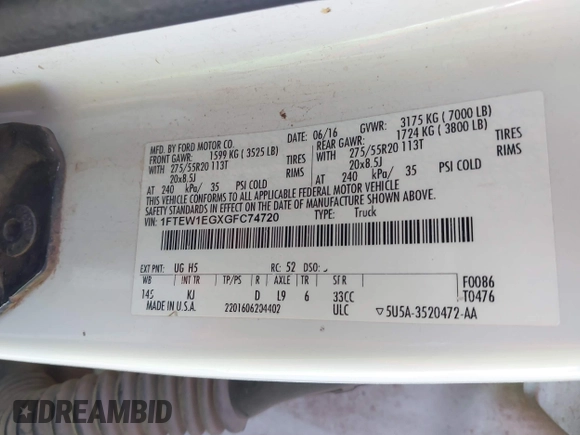 MFD. BY FORD MOTOR CO.
DATE: 06/16 GVWR: 3175 KG ( 7000 LB)
FRONT GAWR: 1599 KG ( 3525 LB)
REAR GAWR: 1724 KG ( 3800 LB)
WITH 275/55R20 113T TIRES
WITH 275/55R20 113T TIRES
20x8.5J RIMS
20x8.5J RIMS
AT 240 kPa/ 35 PSI COLD
AT 240 kPa/ 35 PSI COLD
THIS VEHICLE CONFORMS TO ALL APPLICABLE FEDERAL MOTOR VEHICLE
SAFETY STANDARDS IN EFFECT ON THE DATE OF MANUFACTURE SHOWN ABOVE.
VIN: 1FTEW1EGXGFC74720 TYPE: Truck
EXT PNT: UG H5 RC: 52 DSO:
WB INT TR TP/PS R AXLE TR SPR F0086
145 KJ D L9 6 33CC T0476
MADE IN U.S.A. 2201606234402 ULC ▽5U5A-3520472-AA
DREAMBID